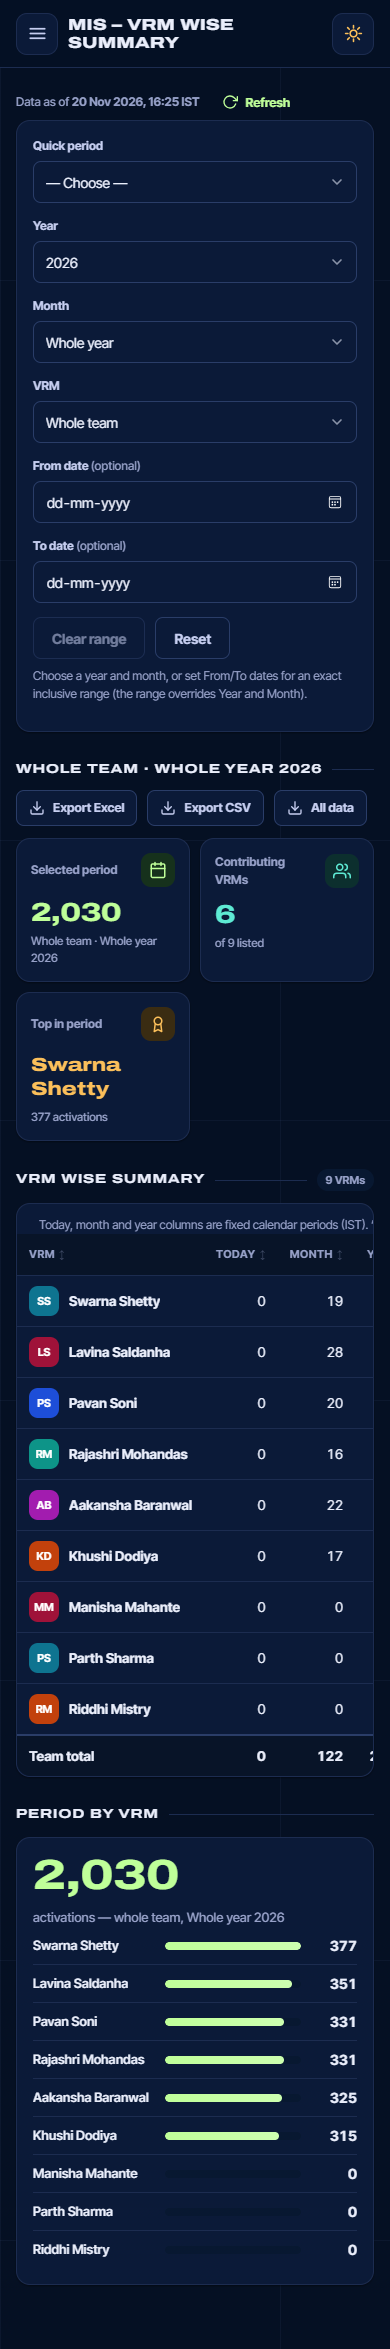 MIS – VRM WISE
SUMMARY
Data as of 20 Nov 2026, 16:25 IST
Refresh
Quick period
— Choose —
Year
2026
Month
Whole year
VRM
Whole team
From date (optional)
dd-mm-yyyy
To date (optional)
dd-mm-yyyy
Clear range
Reset
Choose a year and month, or set From/To dates for an exact
inclusive range (the range overrides Year and Month).
WHOLE TEAM · WHOLE YEAR 2026
Export Excel
Export CSV
All data
Selected period
2,030
Whole team · Whole year
2026
Contributing
VRMs
6
of 9 listed
Top in period
Swarna
Shetty
377 activations
VRM WISE SUMMARY
9 VRMs
Today, month and year columns are fixed calendar periods (IST).
VRM TODAY MONTH
SS Swarna Shetty 0 19
LS Lavina Saldanha 0 28
PS Pavan Soni 0 20
RM Rajashri Mohandas 0 16
AB Aakansha Baranwal 0 22
KD Khushi Dodiya 0 17
MM Manisha Mahante 0 0
PS Parth Sharma 0 0
RM Riddhi Mistry 0 0
Team total 0 122
PERIOD BY VRM
2,030
activations — whole team, Whole year 2026
Swarna Shetty 377
Lavina Saldanha 351
Pavan Soni 331
Rajashri Mohandas 331
Aakansha Baranwal 325
Khushi Dodiya 315
Manisha Mahante 0
Parth Sharma 0
Riddhi Mistry 0